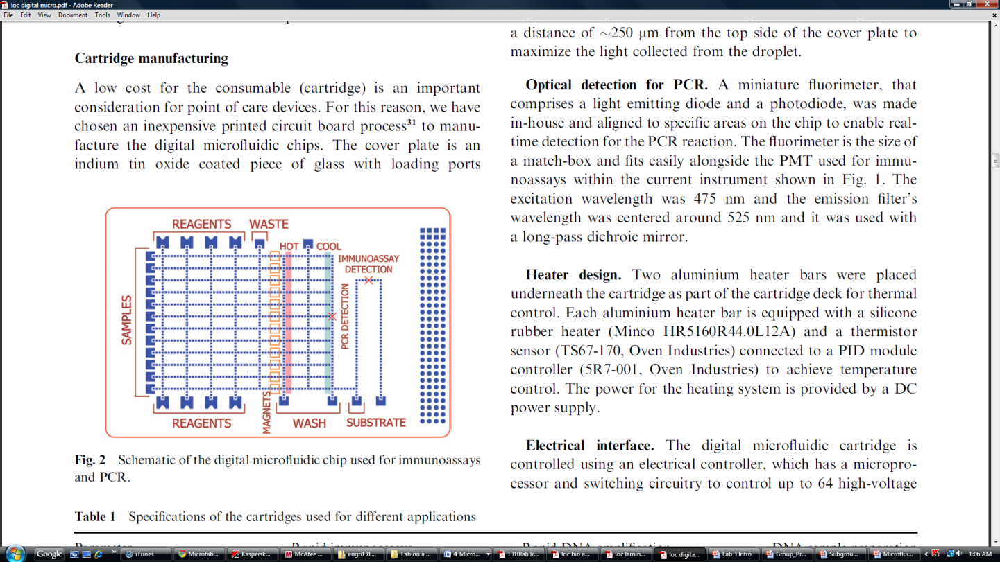 loc digital micro.pdf - Adobe Reader
File Edit View Document Tools Window Help
Cartridge manufacturing
A low cost for the consumable (cartridge) is an important
consideration for point of care devices. For this reason, we have
chosen an inexpensive printed circuit board process31 to manu-
facture the digital microfluidic chips. The cover plate is an
indium tin oxide coated piece of glass with loading ports
REAGENTS WASTE
HOT COOL
IMMUNOASSAY
DETECTION
SAMPLES
PCR DETECTION
MAGNETS
REAGENTS WASH SUBSTRATE
Fig. 2 Schematic of the digital microfluidic chip used for immunoassays
and PCR.
a distance of ~250 μm from the top side of the cover plate to
maximize the light collected from the droplet.
Optical detection for PCR. A miniature fluorimeter, that
comprises a light emitting diode and a photodiode, was made
in-house and aligned to specific areas on the chip to enable real-
time detection for the PCR reaction. The fluorimeter is the size of
a match-box and fits easily alongside the PMT used for immu-
noassays within the current instrument shown in Fig. 1. The
excitation wavelength was 475 nm and the emission filter's
wavelength was centered around 525 nm and it was used with
a long-pass dichroic mirror.
Heater design. Two aluminium heater bars were placed
underneath the cartridge as part of the cartridge deck for thermal
control. Each aluminium heater bar is equipped with a silicone
rubber heater (Minco HR5160R44.0L12A) and a thermistor
sensor (TS67-170, Oven Industries) connected to a PID module
controller (5R7-001, Oven Industries) to achieve temperature
control. The power for the heating system is provided by a DC
power supply.
Electrical interface. The digital microfluidic cartridge is
controlled using an electrical controller, which has a micropro-
cessor and switching circuitry to control up to 64 high-voltage
Table 1 Specifications of the cartridges used for different applications
Google iTunes Microfab... Kaspersk... McAfee ... engri131... Lab on a ... 4 Micro... 1310lab3r... loc bio a... loc lamin... loc digita... Lab 3 Intro Group_Pr... Subgrou... Microflui... 1:06 AM